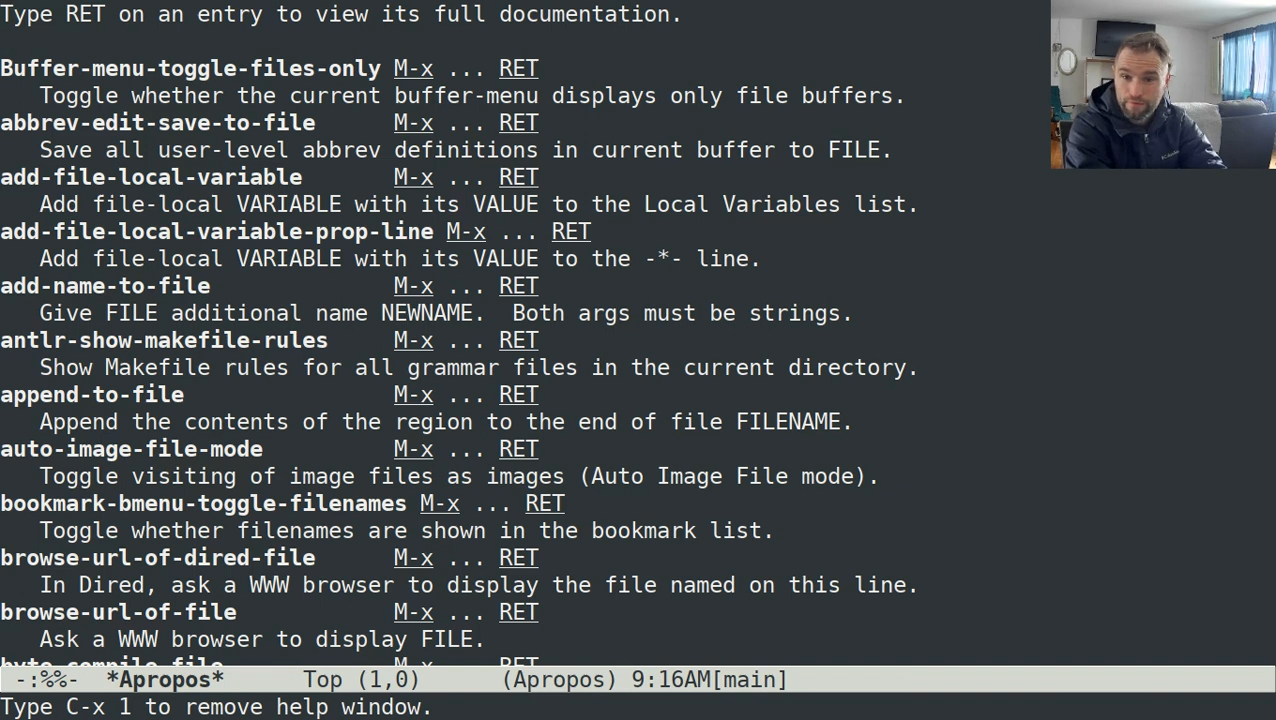 Type RET on an entry to view its full documentation.
Buffer-menu-toggle-files-only M-x ... RET
Toggle whether the current buffer-menu displays only file buffers.
abbrev-edit-save-to-file M-x ... RET
Save all user-level abbrev definitions in current buffer to FILE.
add-file-local-variable M-x ... RET
Add file-local VARIABLE with its VALUE to the Local Variables list.
add-file-local-variable-prop-line M-x ... RET
Add file-local VARIABLE with its VALUE to the -*- line.
add-name-to-file M-x ... RET
Give FILE additional name NEWNAME.  Both args must be strings.
antlr-show-makefile-rules M-x ... RET
Show Makefile rules for all grammar files in the current directory.
append-to-file M-x ... RET
Append the contents of the region to the end of file FILENAME.
auto-image-file-mode M-x ... RET
Toggle visiting of image files as images (Auto Image File mode).
bookmark-bmenu-toggle-filenames M-x ... RET
Toggle whether filenames are shown in the bookmark list.
browse-url-of-dired-file M-x ... RET
In Dired, ask a WWW browser to display the file named on this line.
browse-url-of-file M-x ... RET
Ask a WWW browser to display FILE.
byte-compile-file M-x ... RET
-:%%- *Apropos* Top (1,0) (Apropos) 9:16AM[main]
Type C-x 1 to remove help window.